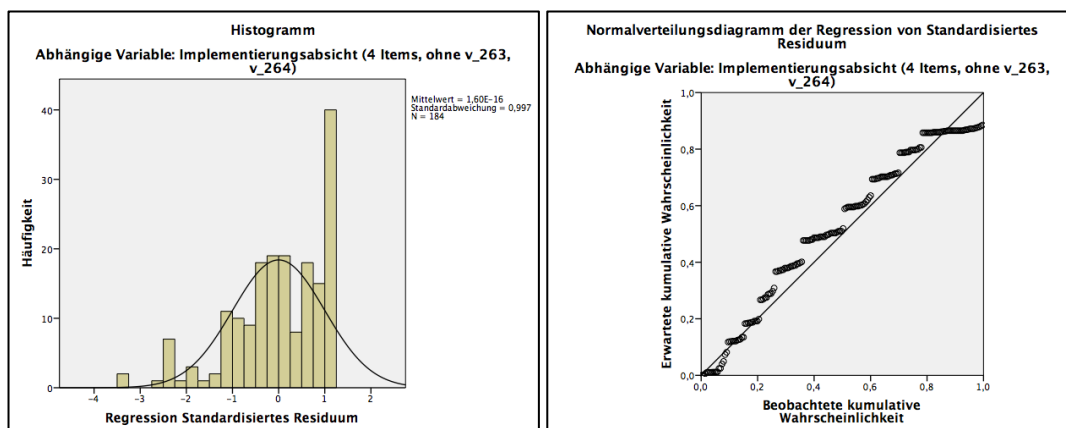 Histogramm
Abhängige Variable: Implementierungsabsicht (4 Items, ohne v_263,
v_264)
Mittelwert = 1,60E-16
Standardabweichung = 0,997
N = 184
Häufigkeit
40
30
20
10
0
-4
-3
-2
-1
0
1
2
Regression Standardisiertes Residuum
Normalverteilungsdiagramm der Regression von Standardisiertes
Residuum
Abhängige Variable: Implementierungsabsicht (4 Items, ohne v_263,
v_264)
Erwartete kumulative Wahrscheinlichkeit
1,0
0,8
0,6
0,4
0,2
0,0
0,0
0,2
0,4
0,6
0,8
1,0
Beobachtete kumulative
Wahrscheinlichkeit